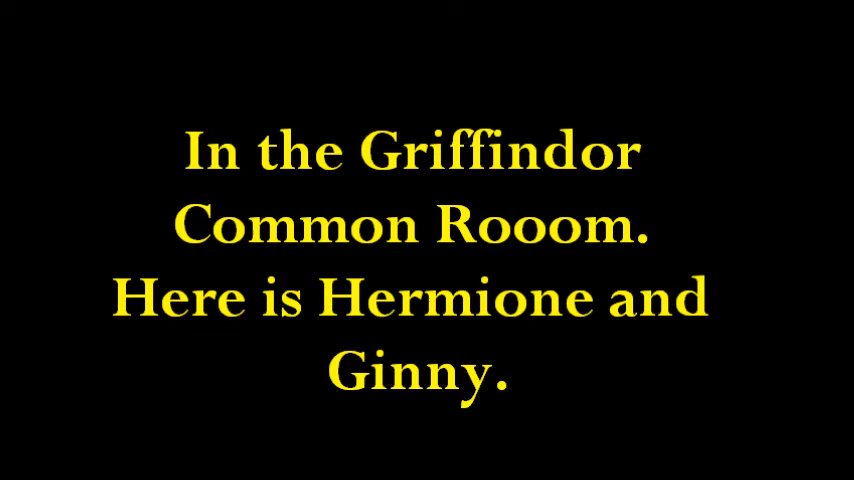 In the Griffindor
Common Rooom.
Here is Hermione and
Ginny.